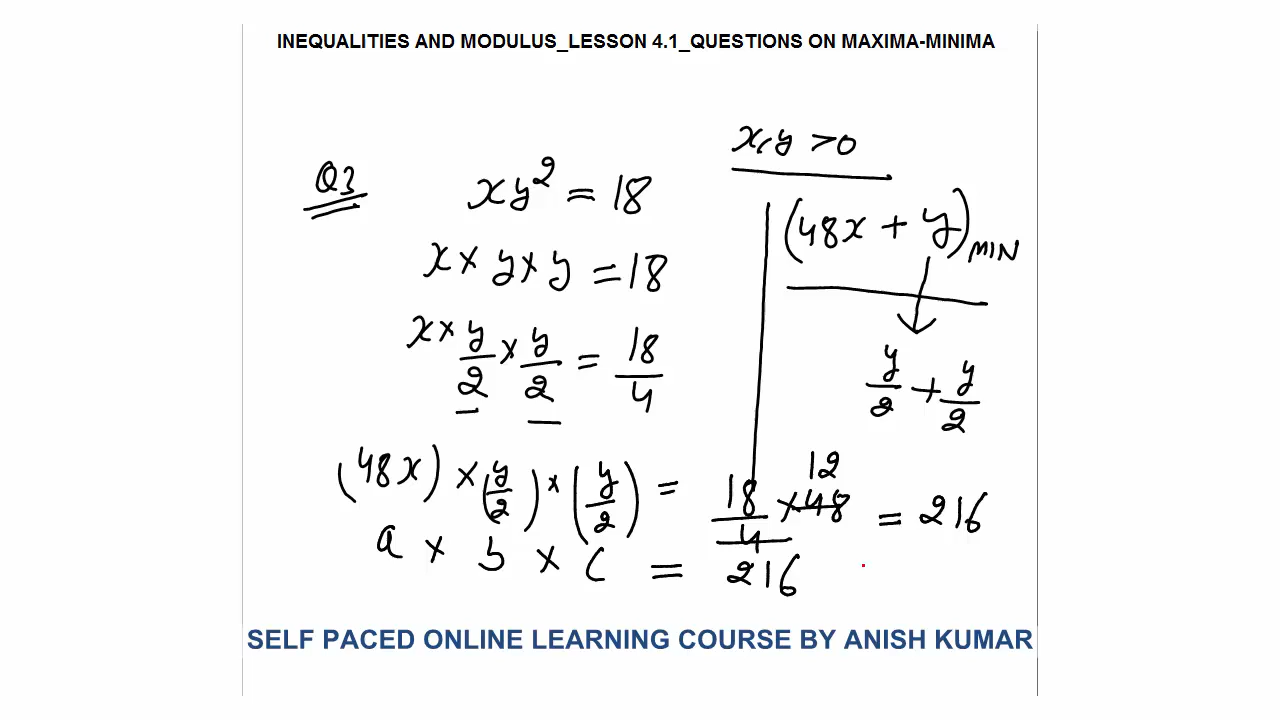 INEQUALITIES AND MODULUS_LESSON 4.1_QUESTIONS ON MAXIMA-MINIMA
x, y > 0
Q3
xy² = 18
(48x + y)MIN
x × y × y = 18
x × y/2 × y/2 = 18/4
y/2 + y/2
(48x) × (y/2) × (y/2) = 18/4 × 48 12 = 216
a × b × c = 216
SELF PACED ONLINE LEARNING COURSE BY ANISH KUMAR